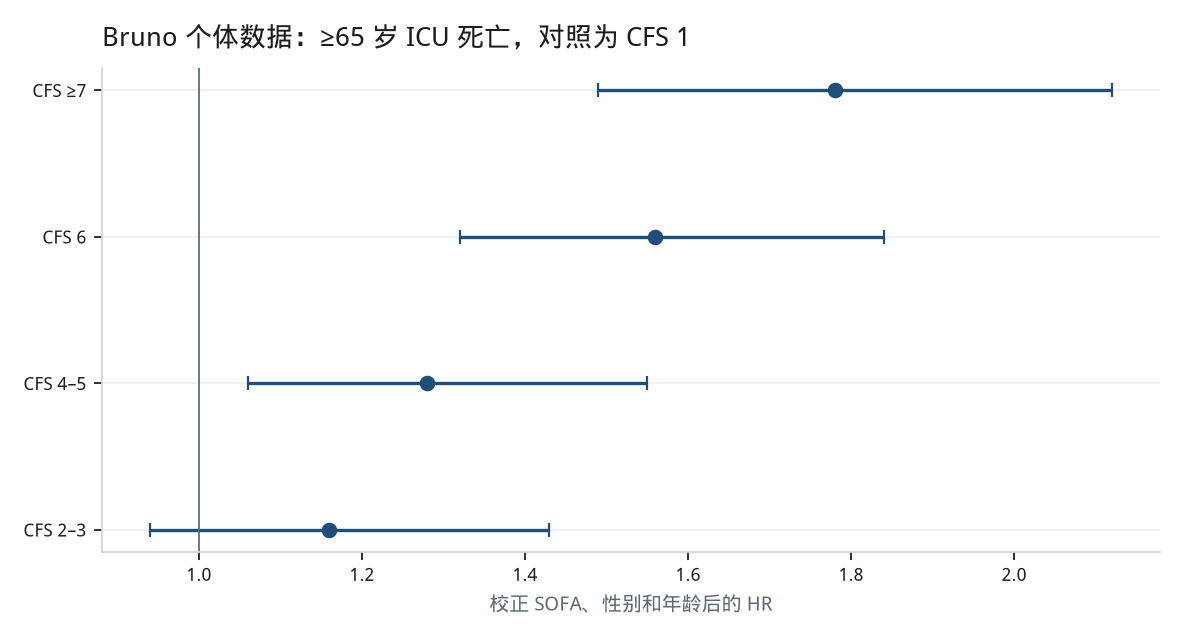 Bruno 个体数据：≥65 岁 ICU 死亡，对照为 CFS 1
CFS ≥7
CFS 6
CFS 4–5
CFS 2–3
1.0 1.2 1.4 1.6 1.8 2.0
校正 SOFA、性别和年龄后的 HR